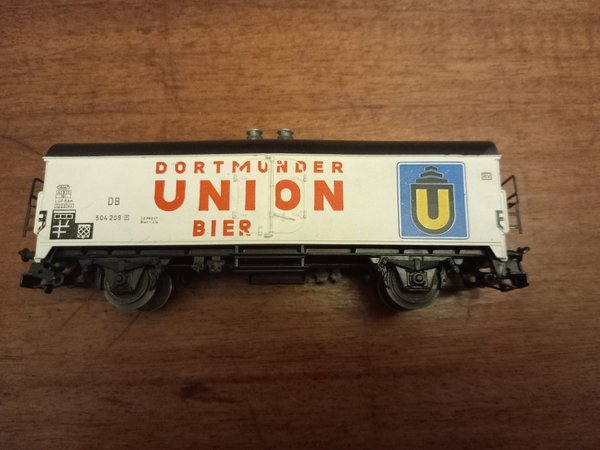 DORTMUNDER
UNION
BIER
DB
504 209
U